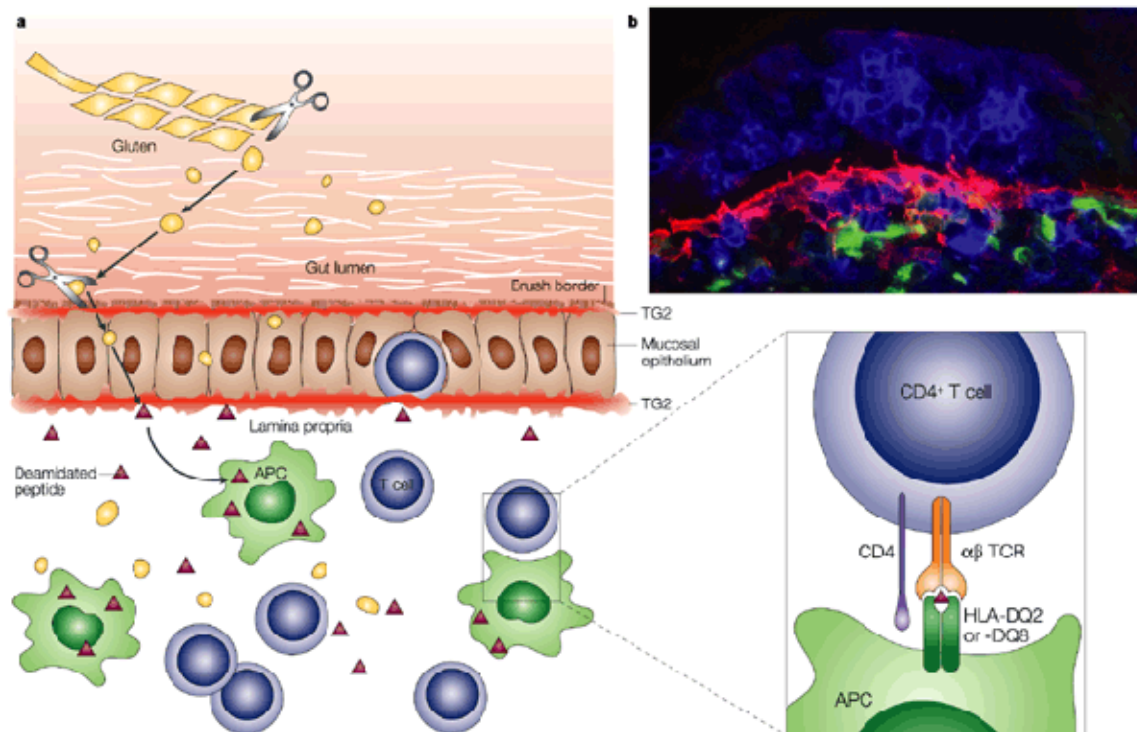 a
b
Gluten
Gut lumen
Brush border
TG2
Mucosal
epithelium
TG2
Lamina propria
Deamidated
peptide
APC
T cell
CD4+ T cell
CD4
αβ TCR
HLA-DQ2
or -DQ8
APC